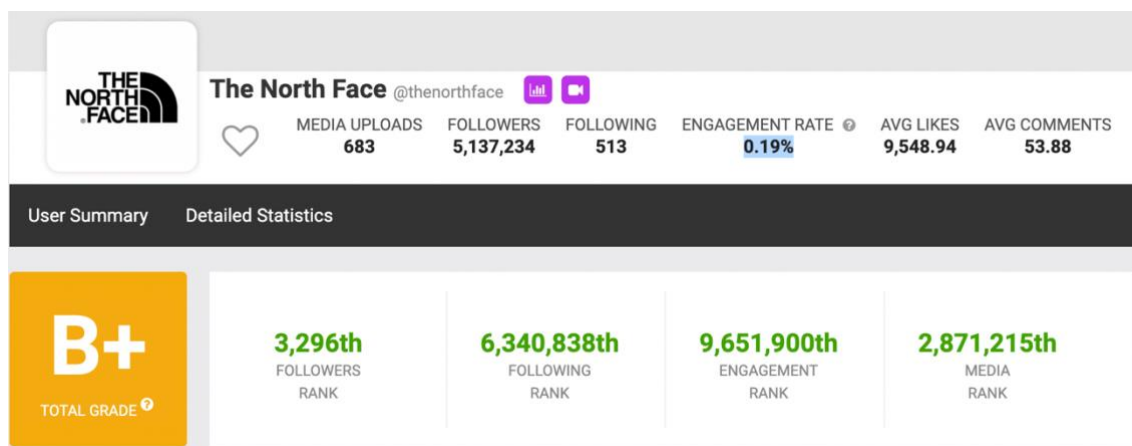 THE
NORTH
FACE
The North Face @thenorthface
MEDIA UPLOADS FOLLOWERS FOLLOWING ENGAGEMENT RATE AVG LIKES AVG COMMENTS
683 5,137,234 513 0.19% 9,548.94 53.88
User Summary Detailed Statistics
B+
TOTAL GRADE
3,296th 6,340,838th 9,651,900th 2,871,215th
FOLLOWERS FOLLOWING ENGAGEMENT MEDIA
RANK RANK RANK RANK